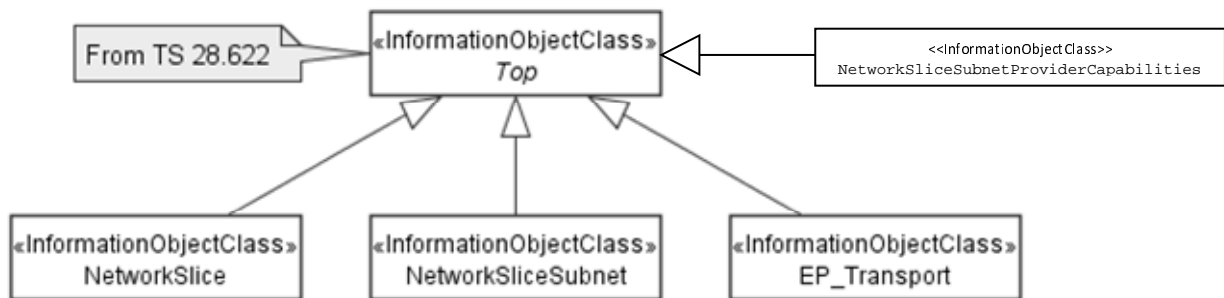 From TS 28.622
«InformationObjectClass»
Top
<<InformationObjectClass>>
NetworkSliceSubnetProviderCapabilities
«InformationObjectClass»
NetworkSlice
«InformationObjectClass»
NetworkSliceSubnet
«InformationObjectClass»
EP_Transport